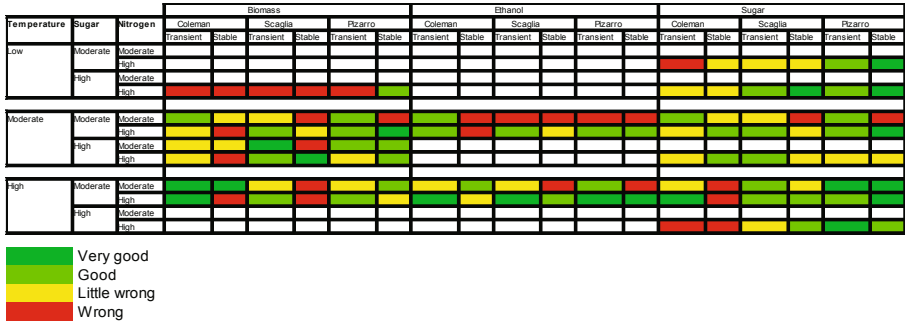 Biomass Ethanol Sugar
Temperature Sugar Nitrogen Coleman Scaglia Pizarro Coleman Scaglia Pizarro Coleman Scaglia Pizarro
Transient Stable Transient Stable Transient Stable Transient Stable Transient Stable Transient Stable Transient Stable Transient Stable Transient Stable
Low Moderate Moderate
High
High Moderate
High
Moderate Moderate Moderate
High
High Moderate
High
High Moderate Moderate
High
High Moderate
High
Very good
Good
Little wrong
Wrong